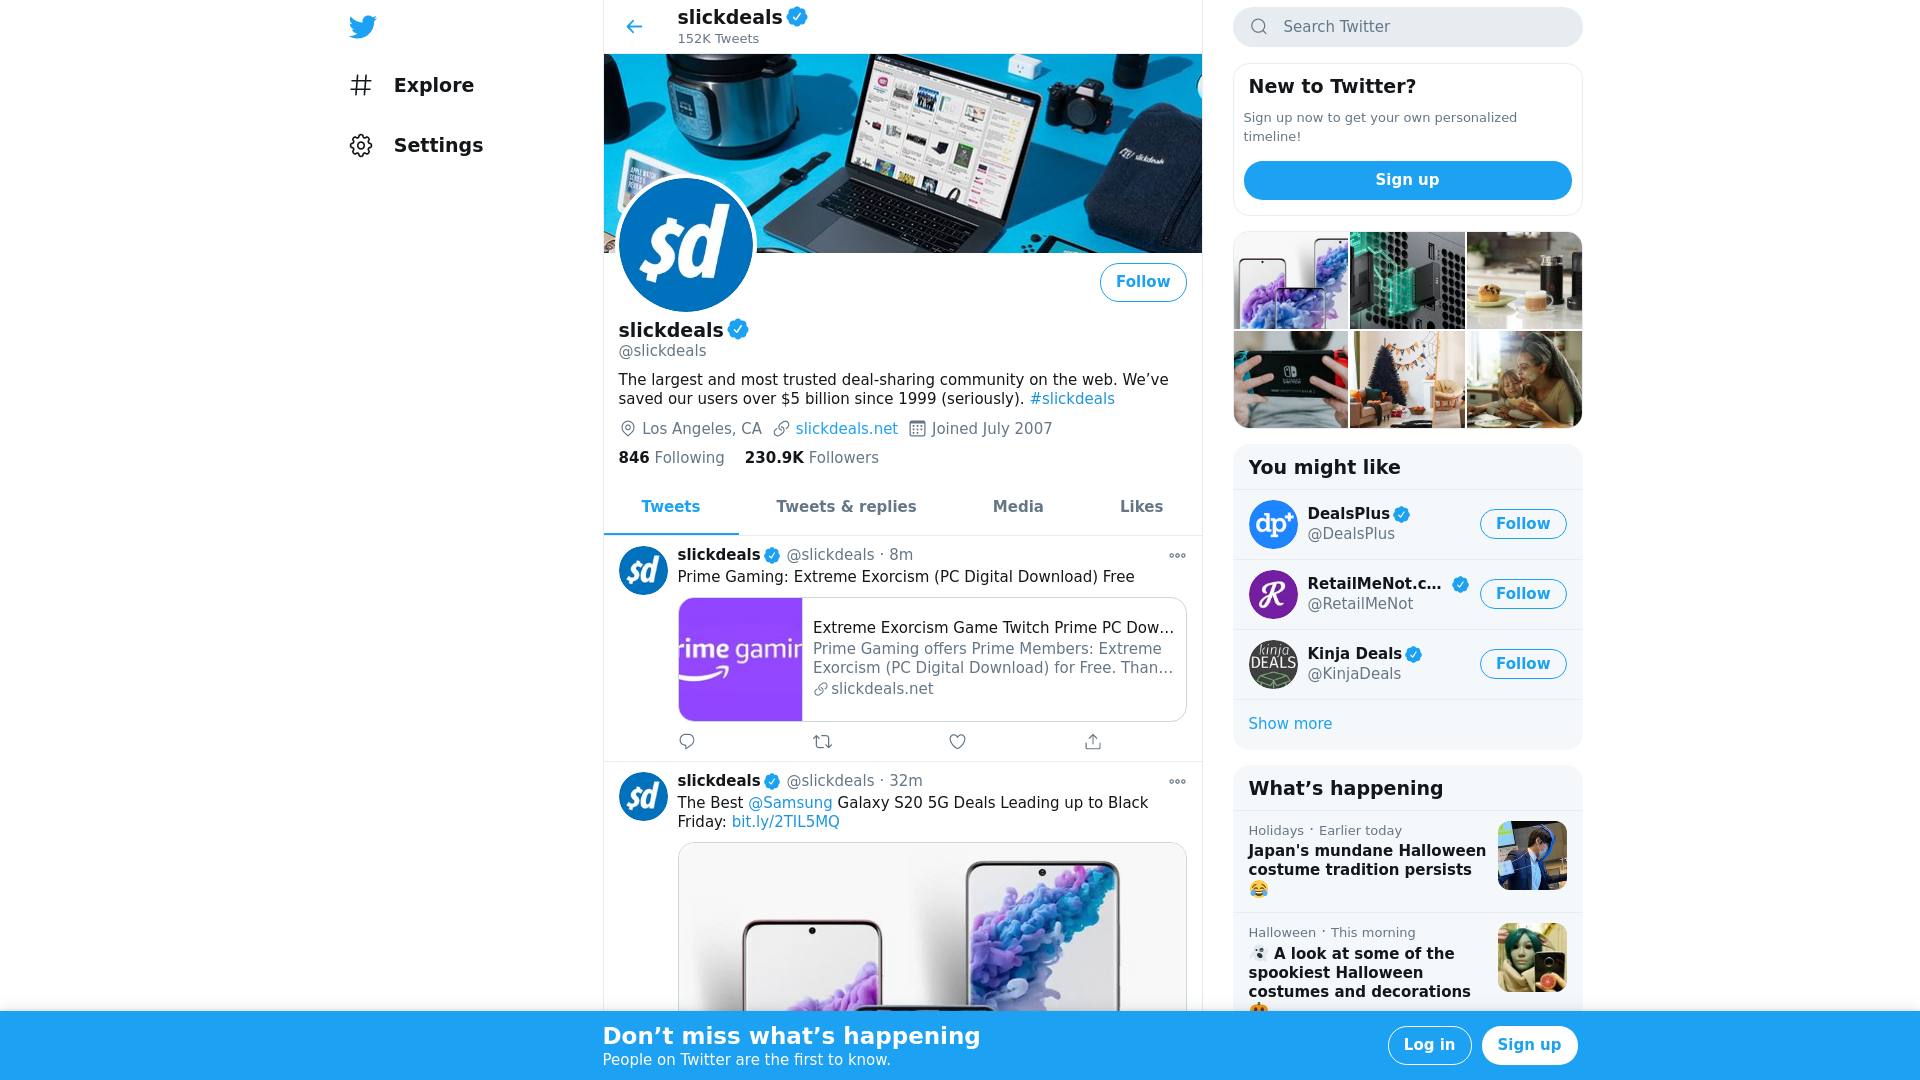 Explore
Settings
slickdeals
152K Tweets
slickdeals
$d
Follow
slickdeals
@slickdeals
The largest and most trusted deal-sharing community on the web. We’ve
saved our users over $5 billion since 1999 (seriously). #slickdeals
Los Angeles, CA slickdeals.net Joined July 2007
846 Following 230.9K Followers
Tweets Tweets & replies Media Likes
$d
slickdeals @slickdeals · 8m
Prime Gaming: Extreme Exorcism (PC Digital Download) Free
rime gamin
Extreme Exorcism Game Twitch Prime PC Dow…
Prime Gaming offers Prime Members: Extreme
Exorcism (PC Digital Download) for Free. Than…
slickdeals.net
$d
slickdeals @slickdeals · 32m
The Best @Samsung Galaxy S20 5G Deals Leading up to Black
Friday: bit.ly/2TIL5MQ
Search Twitter
New to Twitter?
Sign up now to get your own personalized
timeline!
Sign up
You might like
dp+
DealsPlus
@DealsPlus
Follow
R
RetailMeNot.c…
@RetailMeNot
Follow
kinja
DEALS
Kinja Deals
@KinjaDeals
Follow
Show more
What’s happening
Holidays · Earlier today
Japan's mundane Halloween
costume tradition persists
😂
Halloween · This morning
👻 A look at some of the
spookiest Halloween
costumes and decorations
🎃
Don’t miss what’s happening
People on Twitter are the first to know.
Log in
Sign up